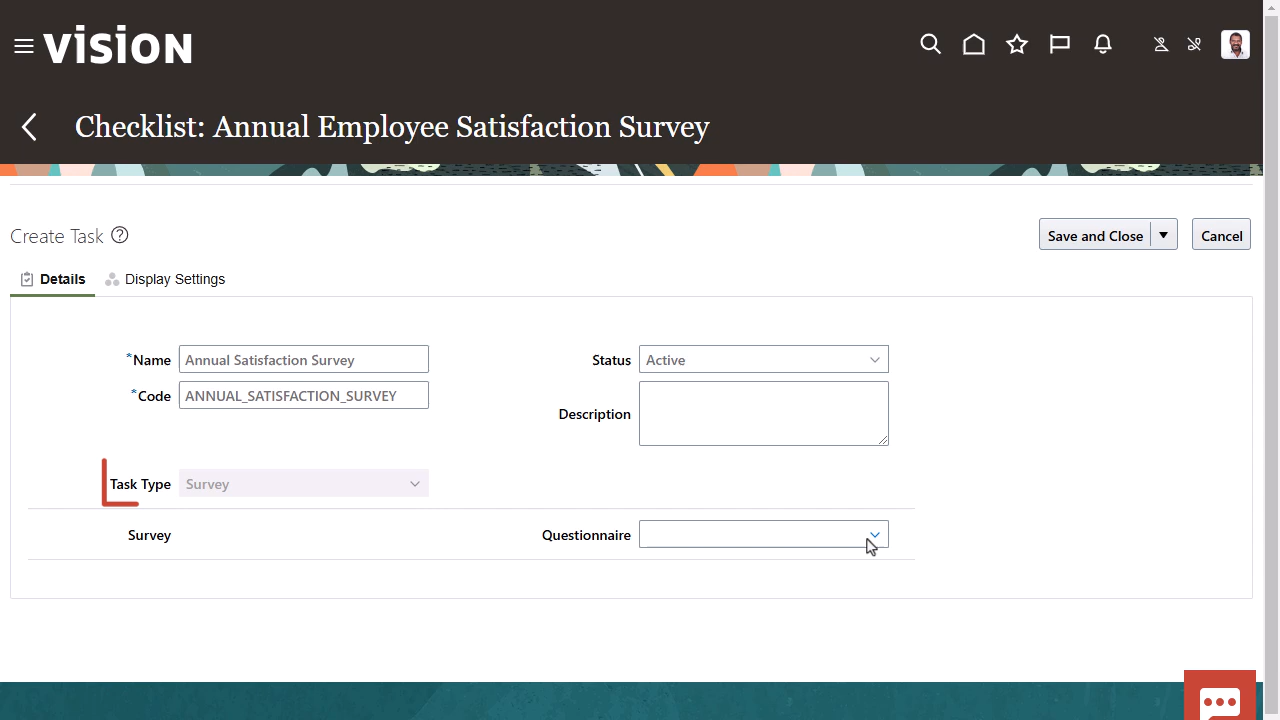 VISION
Checklist: Annual Employee Satisfaction Survey
Create Task
Save and Close
Cancel
Details
Display Settings
*Name Annual Satisfaction Survey
Status Active
*Code ANNUAL_SATISFACTION_SURVEY
Description
Task Type Survey
Survey
Questionnaire